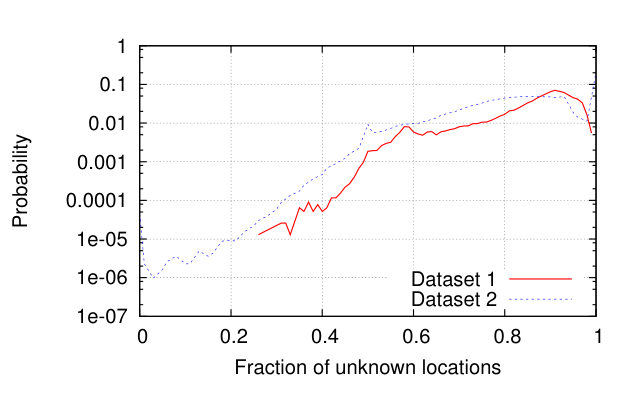 1
0.1
0.01
0.001
0.0001
1e-05
1e-06
1e-07
Probability
Dataset 1
Dataset 2
0 0.2 0.4 0.6 0.8 1
Fraction of unknown locations